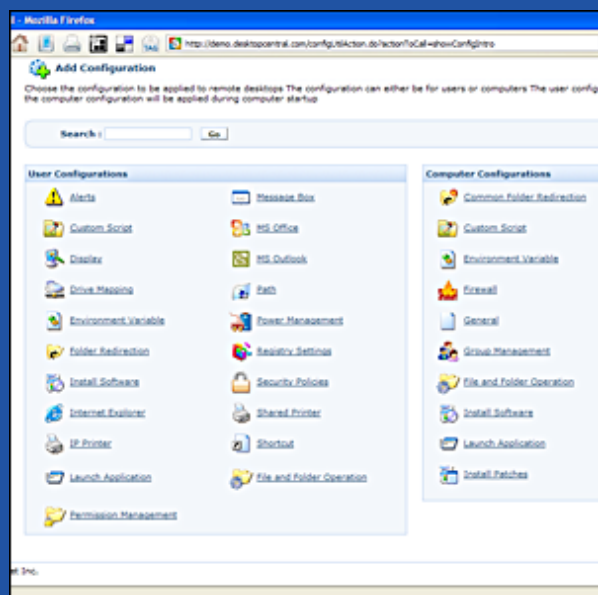 l - Mozilla Firefox
http://demo.desktopcentral.com/configUtilAction.do?actionToCall=showConfigIntro
Add Configuration
Choose the configuration to be applied to remote desktops The configuration can either be for users or computers The user config
the computer configuration will be applied during computer startup
Search :
Go
User Configurations
Alerts
Message Box
Custom Script
MS Office
Display
MS Outlook
Drive Mapping
Path
Environment Variable
Power Management
Folder Redirection
Registry Settings
Install Software
Security Policies
Internet Explorer
Shared Printer
IP Printer
Shortcut
Launch Application
File and Folder Operation
Permission Management
Computer Configurations
Common Folder Redirection
Custom Script
Environment Variable
Firewall
General
Group Management
File and Folder Operation
Install Software
Launch Application
Install Patches
et Inc.